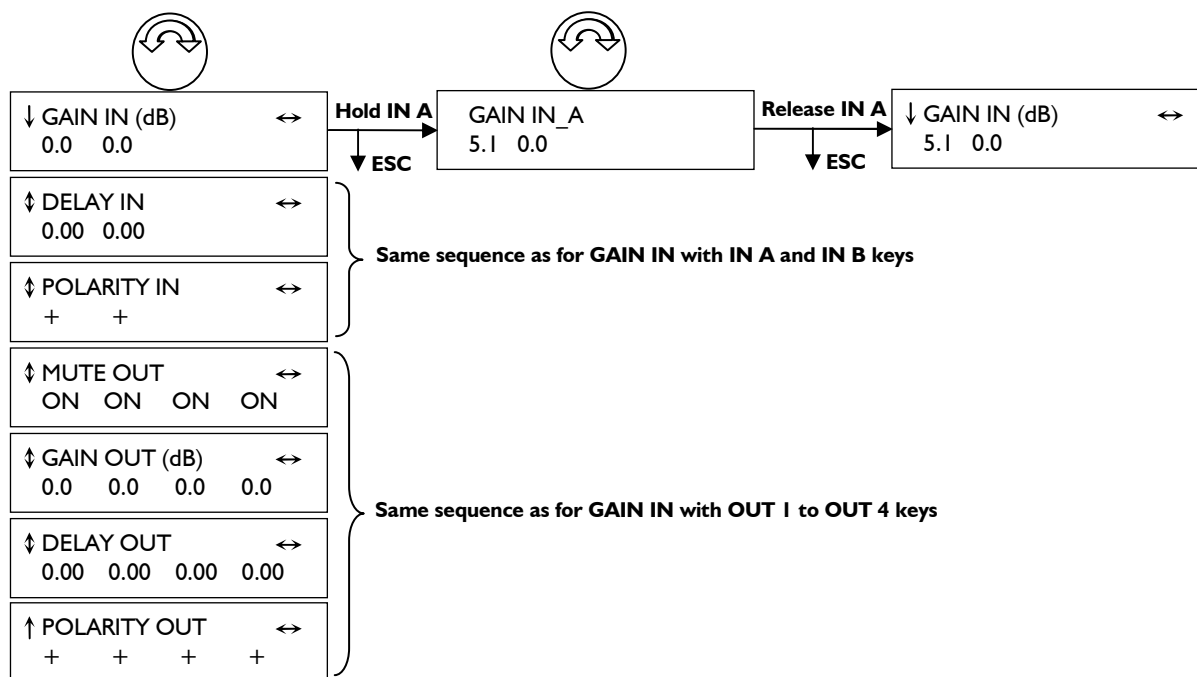 ↓ GAIN IN (dB) ↔
0.0 0.0
Hold IN A
ESC
GAIN IN_A
5.1 0.0
Release IN A
ESC
↓ GAIN IN (dB) ↔
5.1 0.0
↕ DELAY IN ↔
0.00 0.00
↕ POLARITY IN ↔
+ +
Same sequence as for GAIN IN with IN A and IN B keys
↕ MUTE OUT ↔
ON ON ON ON
↕ GAIN OUT (dB) ↔
0.0 0.0 0.0 0.0
↕ DELAY OUT ↔
0.00 0.00 0.00 0.00
↑ POLARITY OUT ↔
+ + + +
Same sequence as for GAIN IN with OUT 1 to OUT 4 keys